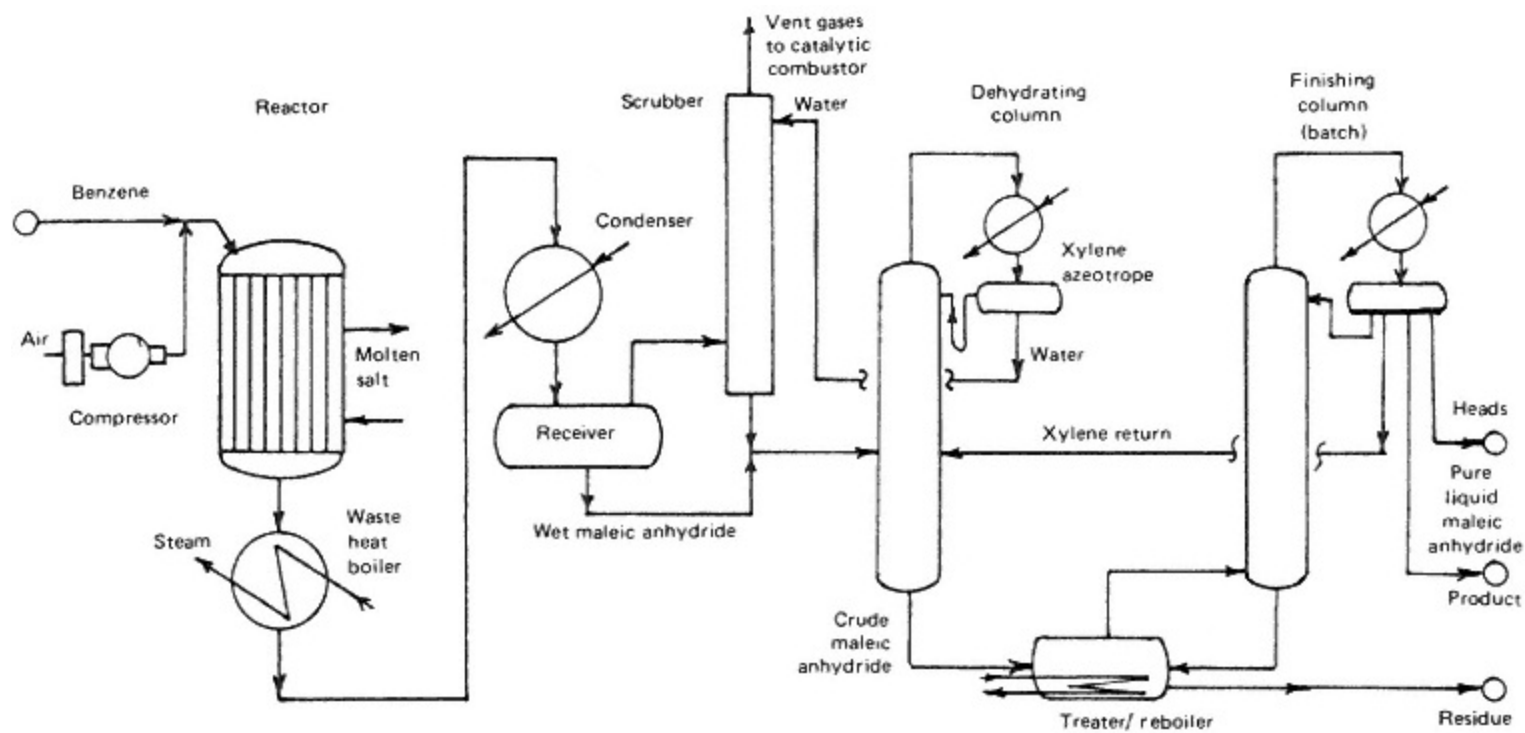 Vent gases
to catalytic
combustor
Reactor
Scrubber
Water
Dehydrating
column
Finishing
column
(batch)
Benzene
Condenser
Xylene
azeotrope
Air
Molten
salt
Compressor
Water
Receiver
Xylene return
Heads
Pure
liquid
maleic
anhydride
Product
Wet maleic anhydride
Steam
Waste
heat
boiler
Crude
maleic
anhydride
Treater/ reboiler
Residue